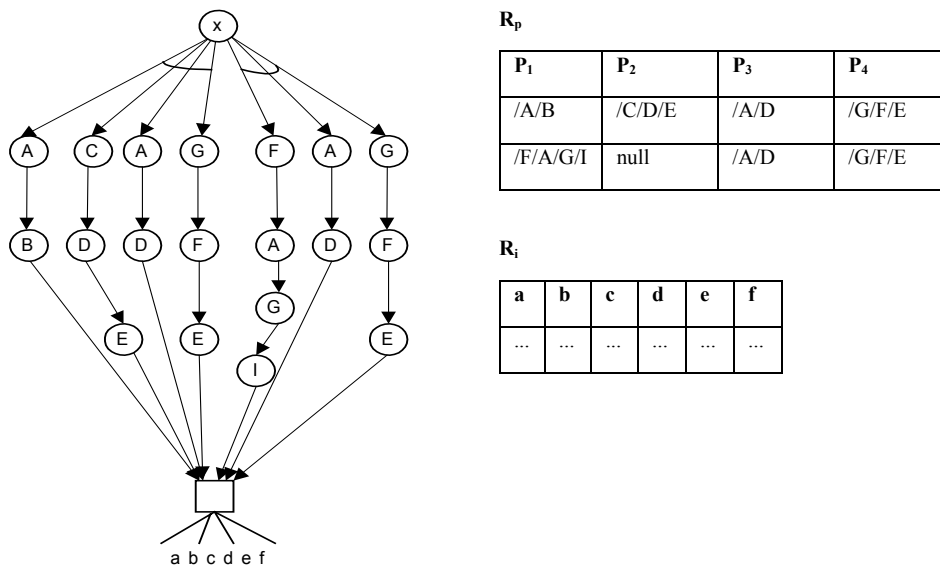 x
A C A G F A G
B D D F A D F
G
E E E
I
a b c d e f
Rp
P1 P2 P3 P4
/A/B /C/D/E /A/D /G/F/E
/F/A/G/I null /A/D /G/F/E
Ri
a b c d e f
... ... ... ... ... ...